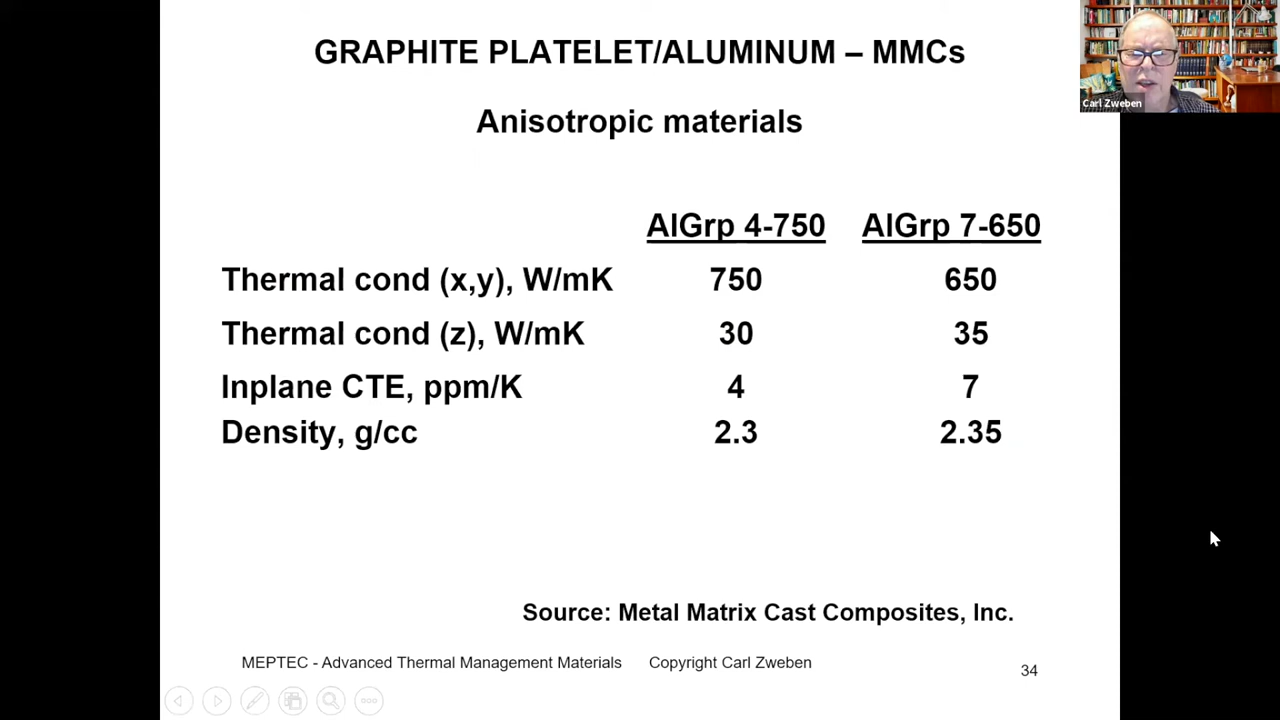 GRAPHITE PLATELET/ALUMINUM – MMCs
Carl Zweben
Anisotropic materials
AlGrp 4-750 AlGrp 7-650
Thermal cond (x,y), W/mK 750 650
Thermal cond (z), W/mK 30 35
Inplane CTE, ppm/K 4 7
Density, g/cc 2.3 2.35
Source: Metal Matrix Cast Composites, Inc.
MEPTEC - Advanced Thermal Management Materials Copyright Carl Zweben
34